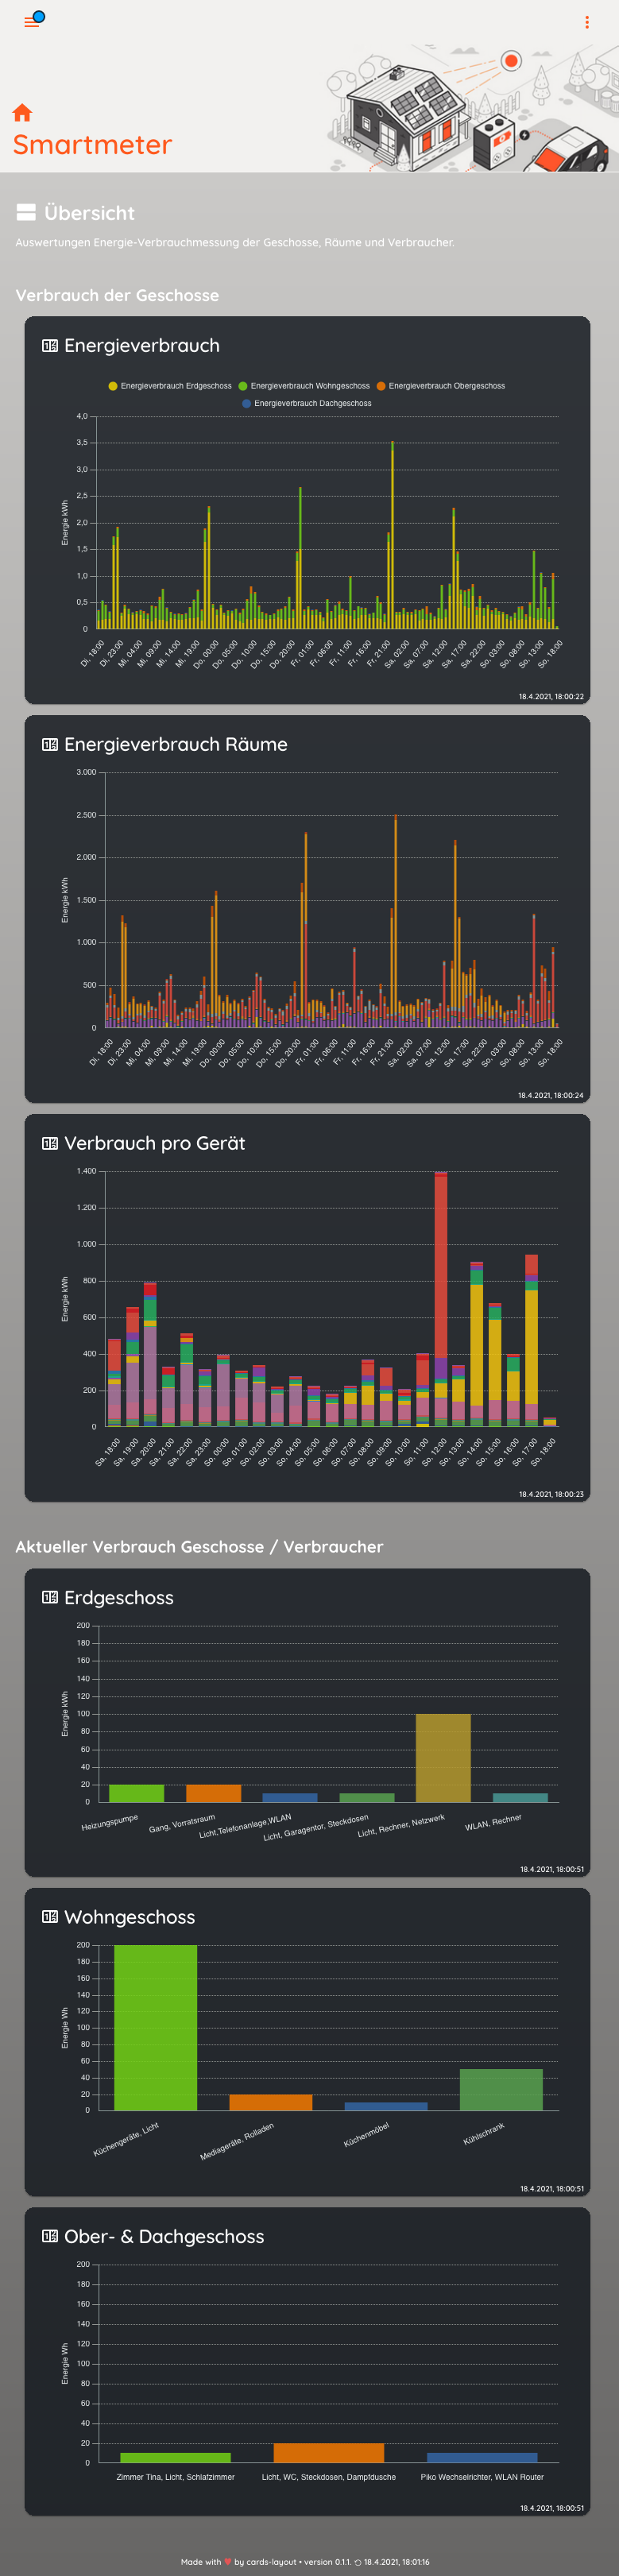 Smartmeter
Übersicht
Auswertungen Energie-Verbrauchmessung der Geschosse, Räume und Verbraucher.
Verbrauch der Geschosse
Energieverbrauch
Energieverbrauch Erdgeschoss Energieverbrauch Wohngeschoss Energieverbrauch Obergeschoss
Energieverbrauch Dachgeschoss
4,0
3,5
3,0
2,5
2,0
1,5
1,0
0,5
0
Energie kWh
Di, 18:00 Di, 23:00 Mi, 04:00 Mi, 09:00 Mi, 14:00 Mi, 19:00 Do, 00:00 Do, 05:00 Do, 10:00 Do, 15:00 Do, 20:00 Fr, 01:00 Fr, 06:00 Fr, 11:00 Fr, 16:00 Fr, 21:00 Sa, 02:00 Sa, 07:00 Sa, 12:00 Sa, 17:00 Sa, 22:00 So, 03:00 So, 08:00 So, 13:00 So, 18:00
18.4.2021, 18:00:22
Energieverbrauch Räume
3.000
2.500
2.000
1.500
1.000
500
0
Energie kWh
Di, 18:00 Di, 23:00 Mi, 04:00 Mi, 09:00 Mi, 14:00 Mi, 19:00 Do, 00:00 Do, 05:00 Do, 10:00 Do, 15:00 Do, 20:00 Fr, 01:00 Fr, 06:00 Fr, 11:00 Fr, 16:00 Fr, 21:00 Sa, 02:00 Sa, 07:00 Sa, 12:00 Sa, 17:00 Sa, 22:00 So, 03:00 So, 08:00 So, 13:00 So, 18:00
18.4.2021, 18:00:24
Verbrauch pro Gerät
1.400
1.200
1.000
800
600
400
200
0
Energie kWh
Sa, 18:00 Sa, 19:00 Sa, 20:00 Sa, 21:00 Sa, 22:00 Sa, 23:00 So, 00:00 So, 01:00 So, 02:00 So, 03:00 So, 04:00 So, 05:00 So, 06:00 So, 07:00 So, 08:00 So, 09:00 So, 10:00 So, 11:00 So, 12:00 So, 13:00 So, 14:00 So, 15:00 So, 16:00 So, 17:00 So, 18:00
18.4.2021, 18:00:23
Aktueller Verbrauch Geschosse / Verbraucher
Erdgeschoss
200
180
160
140
120
100
80
60
40
20
0
Energie kWh
Heizungspumpe Gang, Vorratsraum Licht,Telefonanlage,WLAN Licht, Garagentor, Steckdosen Licht, Rechner, Netzwerk WLAN, Rechner
18.4.2021, 18:00:51
Wohngeschoss
200
180
160
140
120
100
80
60
40
20
0
Energie Wh
Küchengeräte, Licht Mediageräte, Rolladen Küchenmöbel Kühlschrank
18.4.2021, 18:00:51
Ober- & Dachgeschoss
200
180
160
140
120
100
80
60
40
20
0
Energie Wh
Zimmer Tina, Licht, Schlafzimmer Licht, WC, Steckdosen, Dampfdusche Piko Wechselrichter, WLAN Router
18.4.2021, 18:00:51
Made with ♥ by cards-layout • version 0.1.1. 18.4.2021, 18:01:16